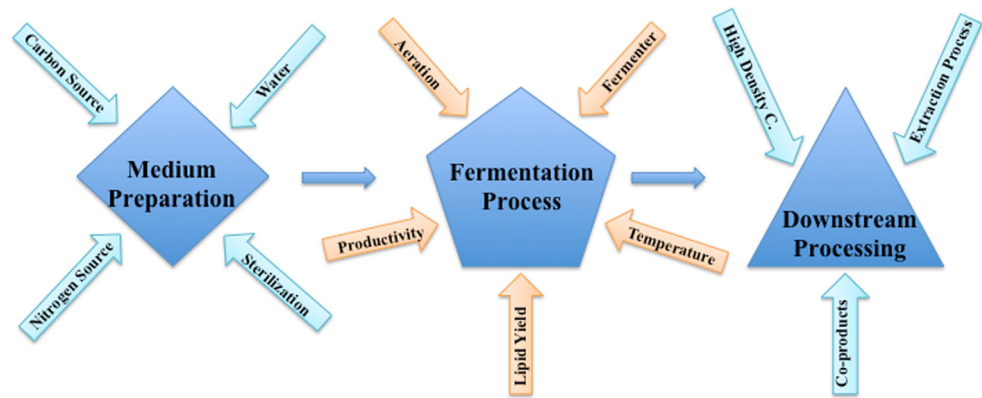 Carbon Source
Water
Medium
Preparation
Nitrogen Source
Sterilization
Aeration
Fermenter
Fermentation
Process
Productivity
Temperature
Lipid Yield
High Density C.
Extraction Process
Downstream
Processing
Co-products